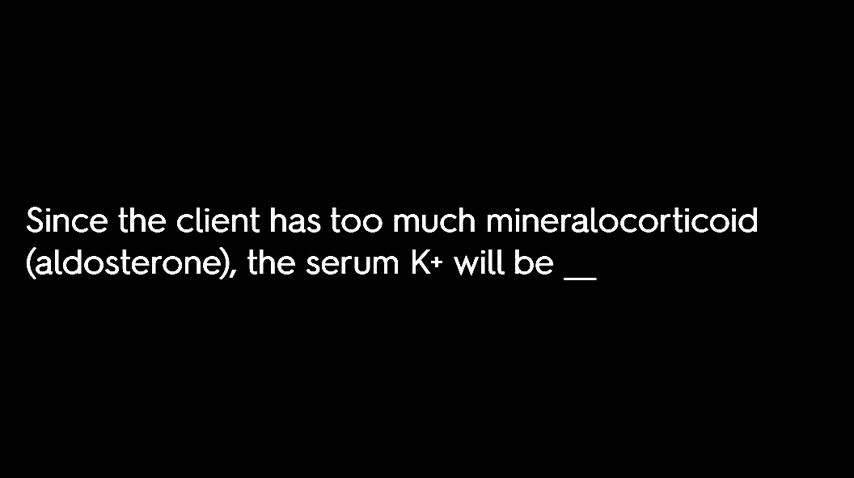 Since the client has too much mineralocorticoid
(aldosterone), the serum K+ will be __